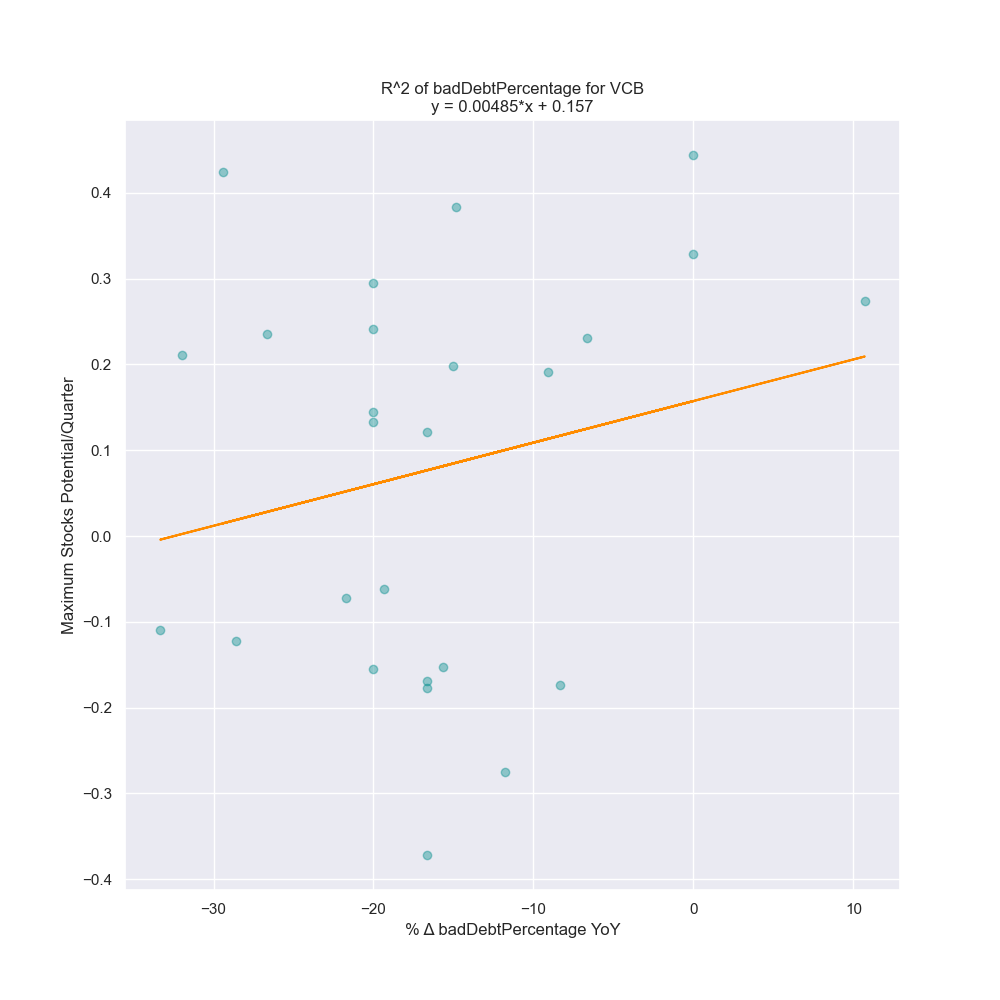 R^2 of badDebtPercentage for VCB
y = 0.00485*x + 0.157
Maximum Stocks Potential/Quarter
0.4
0.3
0.2
0.1
0.0
−0.1
−0.2
−0.3
−0.4
−30 −20 −10 0 10
% Δ badDebtPercentage YoY